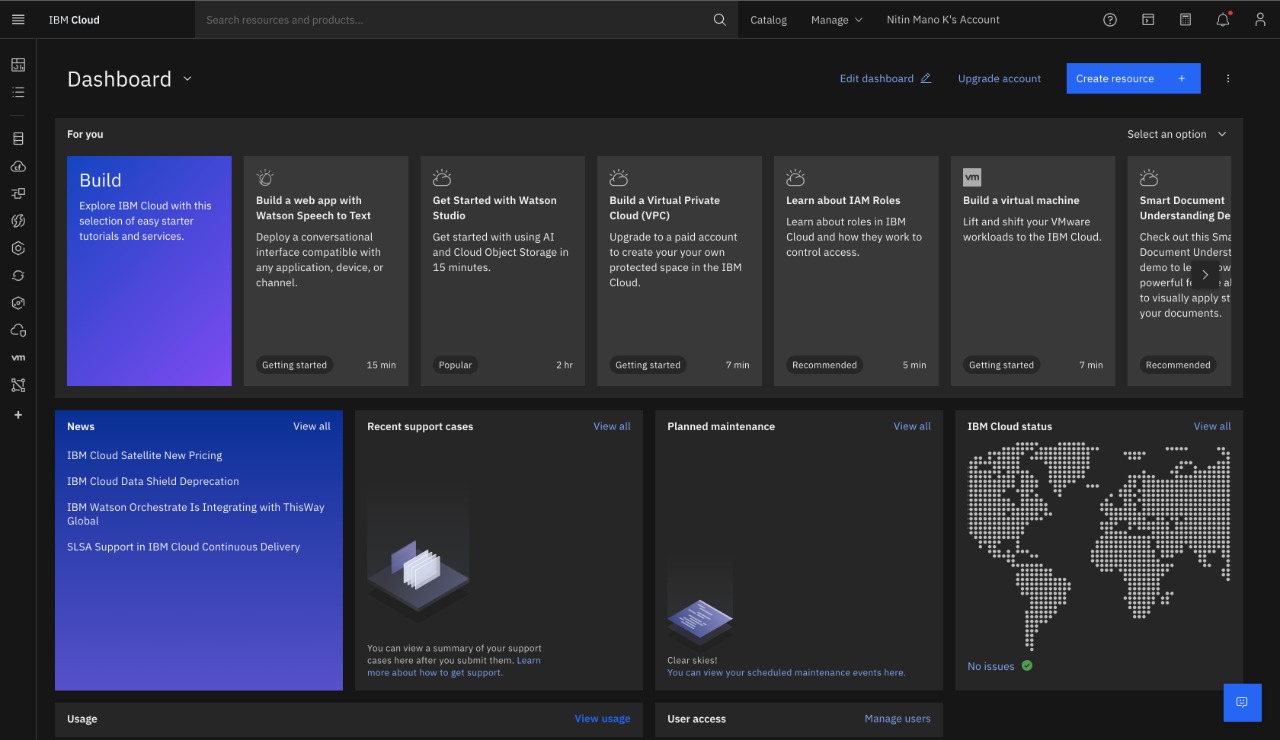 IBM Cloud
Search resources and products...
Catalog
Manage
Nitin Mano K's Account
Dashboard
Edit dashboard
Upgrade account
Create resource +
For you
Select an option
Build
Explore IBM Cloud with this
selection of easy starter
tutorials and services.
Build a web app with
Watson Speech to Text
Deploy a conversational
interface compatible with
any application, device, or
channel.
Getting started
15 min
Get Started with Watson
Studio
Get started with using AI
and Cloud Object Storage in
15 minutes.
Popular
2 hr
Build a Virtual Private
Cloud (VPC)
Upgrade to a paid account
to create your your own
protected space in the IBM
Cloud.
Getting started
7 min
Learn about IAM Roles
Learn about roles in IBM
Cloud and how they work to
control access.
Recommended
5 min
vm
Build a virtual machine
Lift and shift your VMware
workloads to the IBM Cloud.
Getting started
7 min
Smart Document
Understanding De
Check out this Sma
Document Underst
demo to le ow
powerful fe e al
to visually apply st
your documents.
Recommended
vm
News
View all
IBM Cloud Satellite New Pricing
IBM Cloud Data Shield Deprecation
IBM Watson Orchestrate Is Integrating with ThisWay
Global
SLSA Support in IBM Cloud Continuous Delivery
Recent support cases
View all
You can view a summary of your support
cases here after you submit them. Learn
more about how to get support.
Planned maintenance
View all
Clear skies!
You can view your scheduled maintenance events here.
IBM Cloud status
View all
No issues
Usage
View usage
User access
Manage users